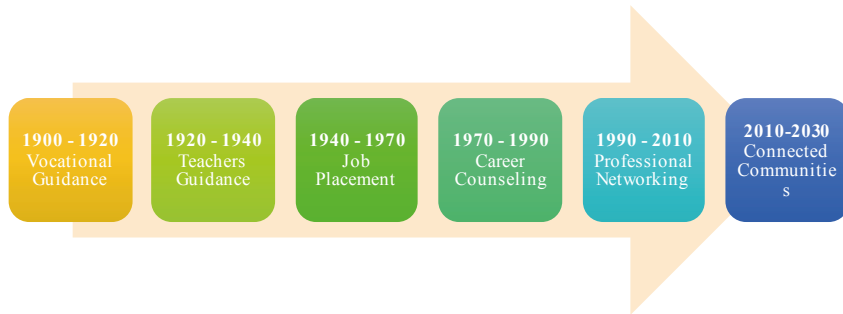 1900 - 1920
Vocational
Guidance
1920 - 1940
Teachers
Guidance
1940 - 1970
Job
Placement
1970 - 1990
Career
Counseling
1990 - 2010
Professional
Networking
2010-2030
Connected
Communitie
s